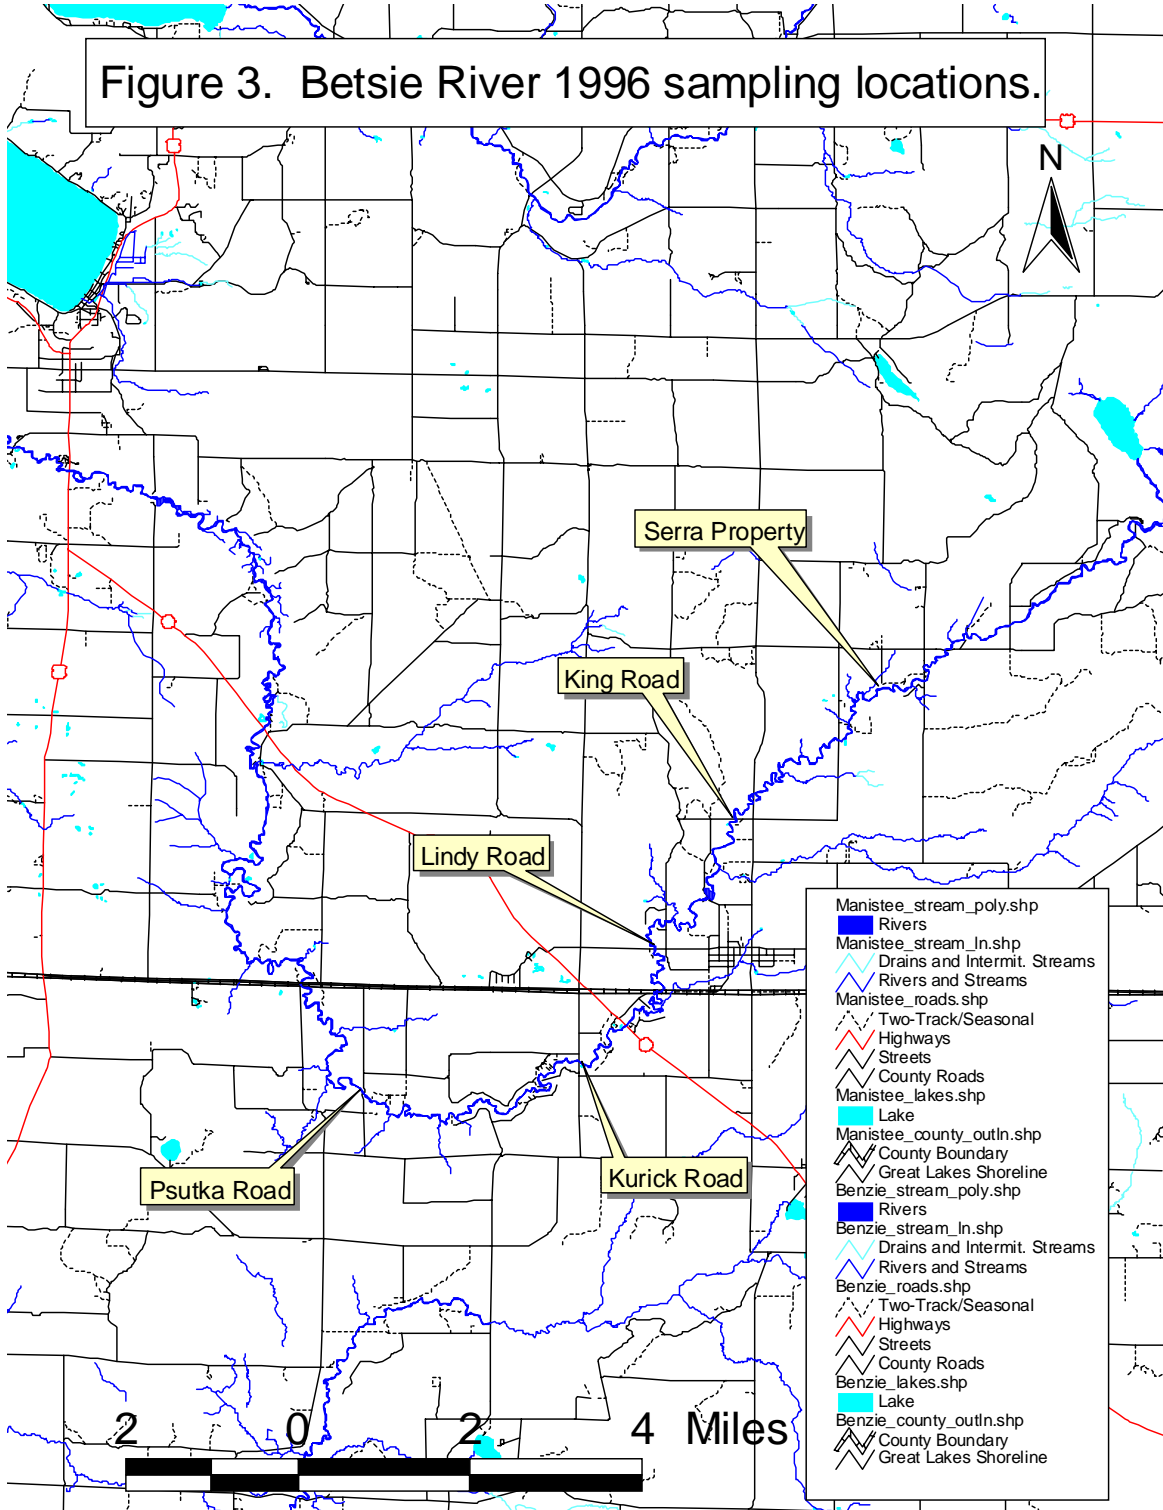 Figure 3.  Betsie River 1996 sampling locations.
N
Serra Property
King Road
Lindy Road
Psutka Road
Kurick Road
Manistee_stream_poly.shp
Rivers
Manistee_stream_ln.shp
Drains and Intermit. Streams
Rivers and Streams
Manistee_roads.shp
Two-Track/Seasonal
Highways
Streets
County Roads
Manistee_lakes.shp
Lake
Manistee_county_outln.shp
County Boundary
Great Lakes Shoreline
Benzie_stream_poly.shp
Rivers
Benzie_stream_ln.shp
Drains and Intermit. Streams
Rivers and Streams
Benzie_roads.shp
Two-Track/Seasonal
Highways
Streets
County Roads
Benzie_lakes.shp
Lake
Benzie_county_outln.shp
County Boundary
Great Lakes Shoreline
2 0 2 4 Miles